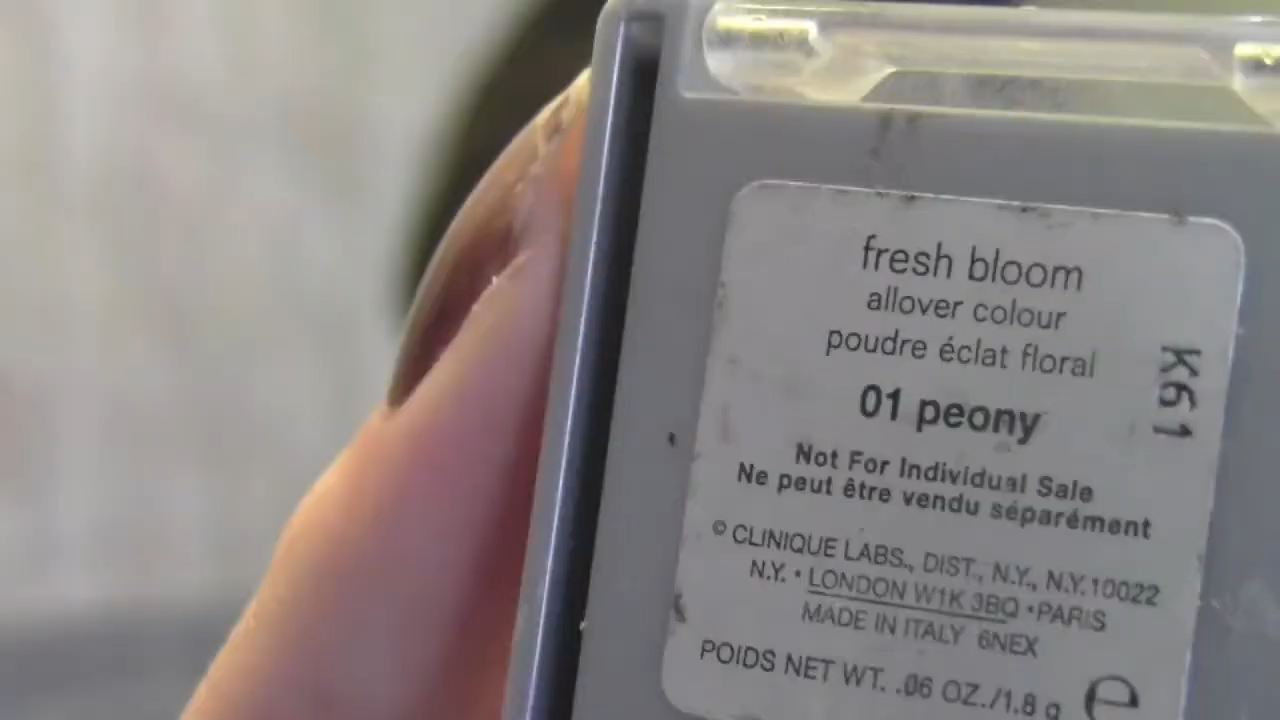 fresh bloom
allover colour
poudre éclat floral
01 peony
K61
Not For Individual Sale
Ne peut être vendu séparément
© CLINIQUE LABS., DIST., N.Y., N.Y. 10022
N.Y. • LONDON W1K 3BQ • PARIS
MADE IN ITALY 6NEX
POIDS NET WT. .06 OZ./1.8 g e